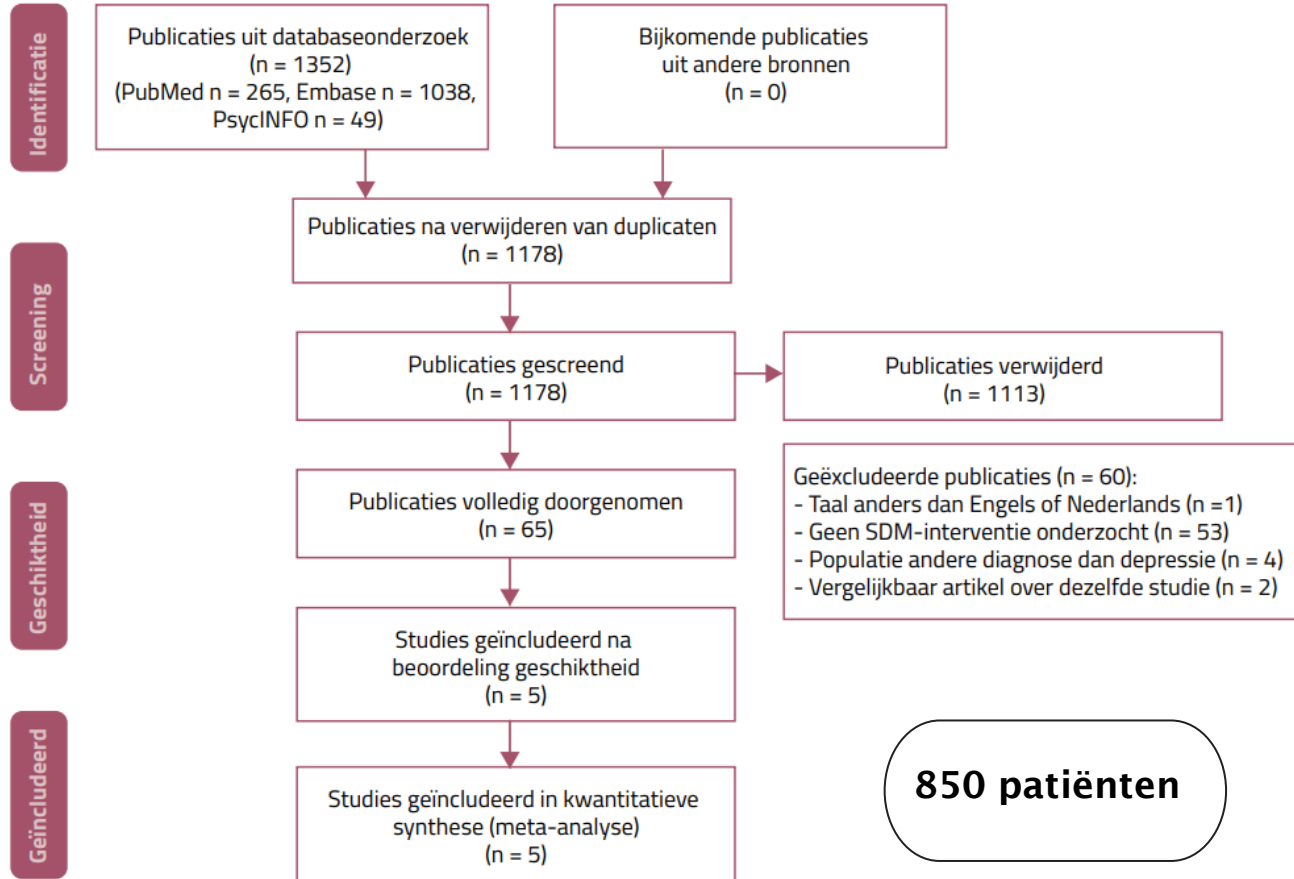 Identificatie
Publicaties uit databaseonderzoek
(n = 1352)
(PubMed n = 265, Embase n = 1038,
PsycINFO n = 49)
Bijkomende publicaties
uit andere bronnen
(n = 0)
Publicaties na verwijderen van duplicaten
(n = 1178)
Screening
Publicaties gescreend
(n = 1178)
Publicaties verwijderd
(n = 1113)
Geschiktheid
Publicaties volledig doorgenomen
(n = 65)
Geëxcludeerde publicaties (n = 60):
- Taal anders dan Engels of Nederlands (n =1)
- Geen SDM-interventie onderzocht (n = 53)
- Populatie andere diagnose dan depressie (n = 4)
- Vergelijkbaar artikel over dezelfde studie (n = 2)
Studies geïncludeerd na
beoordeling geschiktheid
(n = 5)
Geïncludeerd
Studies geïncludeerd in kwantitatieve
synthese (meta-analyse)
(n = 5)
850 patiënten